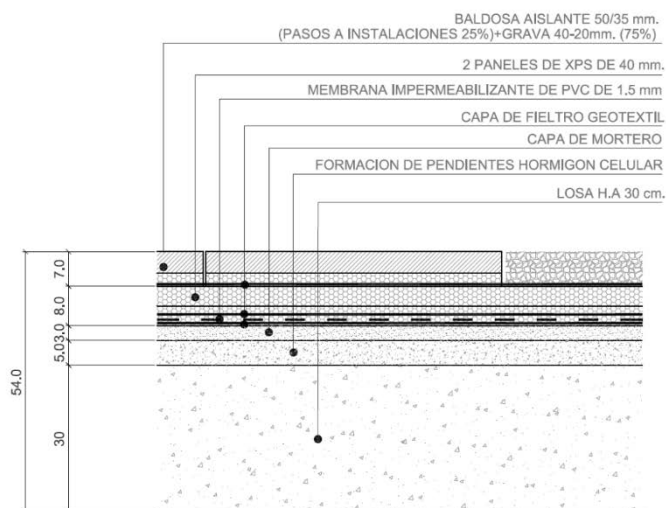 BALDOSA AISLANTE 50/35 mm.
(PASOS A INSTALACIONES 25%)+GRAVA 40-20mm. (75%)
2 PANELES DE XPS DE 40 mm.
MEMBRANA IMPERMEABILIZANTE DE PVC DE 1.5 mm
CAPA DE FIELTRO GEOTEXTIL
CAPA DE MORTERO
FORMACION DE PENDIENTES HORMIGON CELULAR
LOSA H.A 30 cm.
7.0
8.0
3.0
5.0
30
54.0